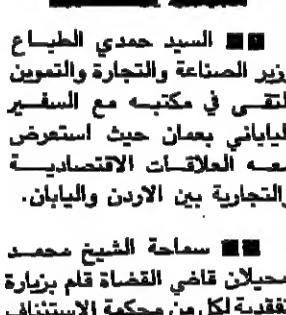 السيد حمدي الطباع
وزير الصناعة والتجارة والتموين
التقى في مكتبه مع السفير
الياباني بعمان حيث استعرض
معه العلاقات الاقتصادية
والتجارية بين الاردن واليابان.
سماحة الشيخ محمد
محيلان قاضي القضاة قام بزيارة
تفقدية لكل من محكمة الاستئناف